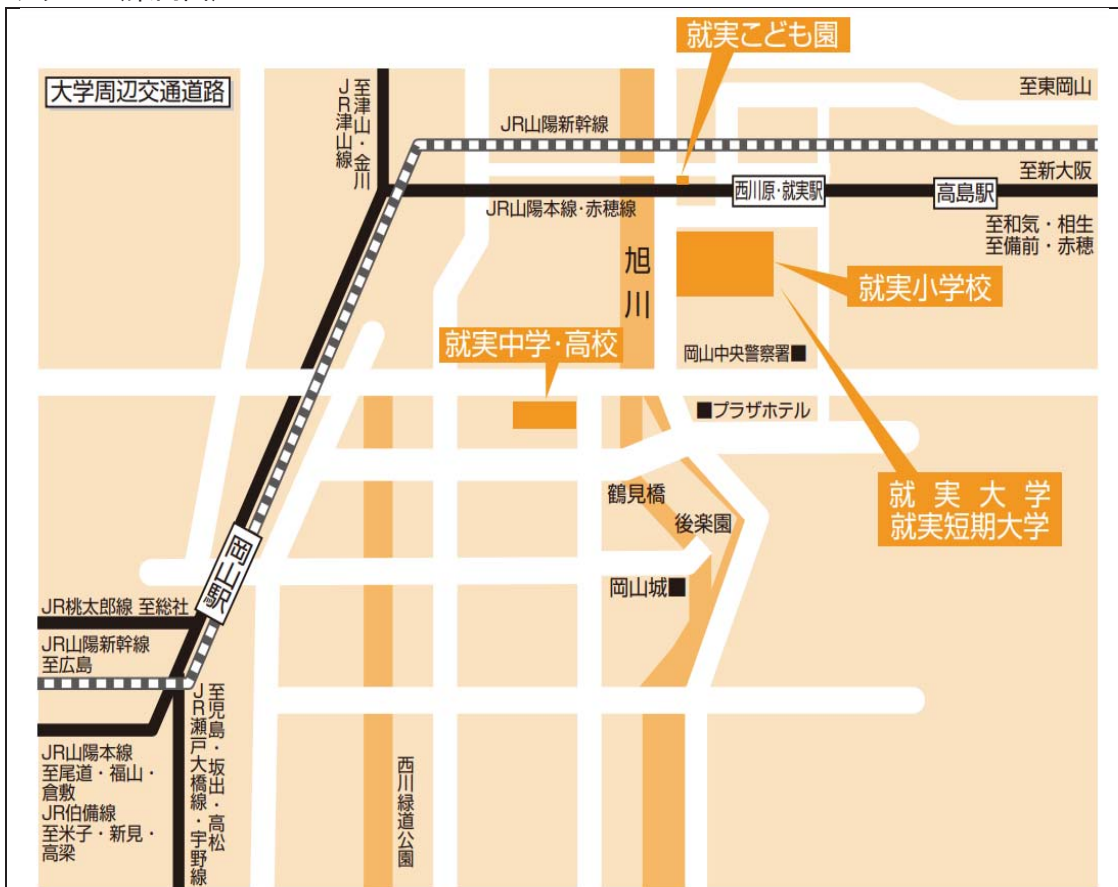 就実こども園
大学周辺交通道路
至津山・金川
JR津山線
JR山陽新幹線
至東岡山
至新大阪
西川原・就実駅
高島駅
JR山陽本線・赤穂線
至和気・相生
至備前・赤穂
旭川
就実小学校
就実中学・高校
岡山中央警察署■
■プラザホテル
就実大学
就実短期大学
鶴見橋
後楽園
岡山駅
岡山城■
JR桃太郎線 至総社
JR山陽新幹線
至広島
至児島・坂出・高松
JR瀬戸大橋線・宇野線
JR山陽本線
至尾道・福山・
倉敷
JR伯備線
至米子・新見・
高梁
西川緑道公園